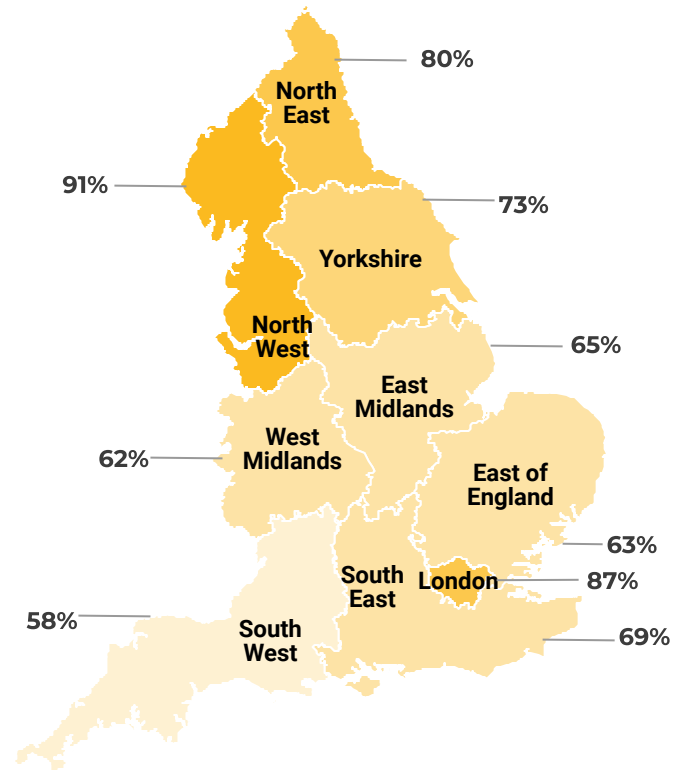 80%
North
East
91%
73%
Yorkshire
North
West
65%
East
Midlands
West
Midlands
62%
East of
England
63%
South
East
London
87%
58%
South
West
69%